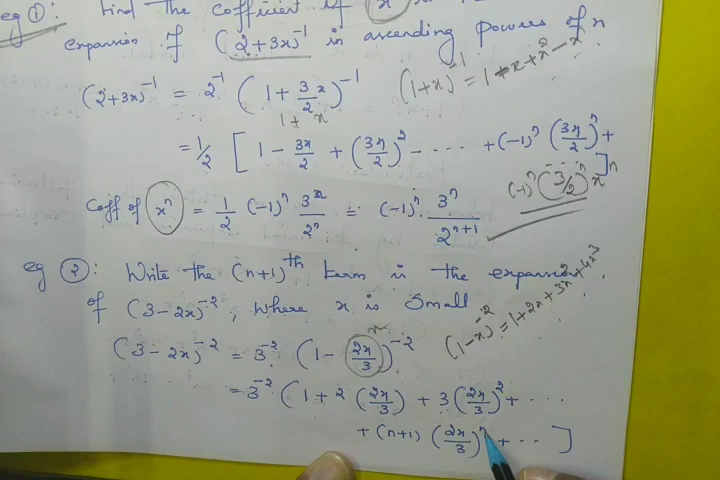 eg ①: Find the coefficient of xⁿ in the
expansion of (2+3x)⁻¹ in ascending powers of x
(2+3x)⁻¹ = 2⁻¹ (1 + 3x/2)⁻¹
1 + x
(1+x)⁻¹ = 1 - x + x² - x³ ...
= 1/2 [1 - 3x/2 + (3x/2)² - .... + (-1)ⁿ (3x/2)ⁿ + ....]
(-1)ⁿ (3/2)ⁿ xⁿ
Coff of xⁿ = 1/2 (-1)ⁿ 3ⁿ/2ⁿ = (-1)ⁿ 3ⁿ/2ⁿ⁺¹
eg ②: Write the (n+1)ᵗʰ term in the expansion
of (3-2x)⁻², where x is small
x
(3-2x)⁻² = 3⁻² (1 - 2x/3)⁻²
(1-x)⁻² = 1+2x+3x²+4x³ ...
= 3⁻² (1 + 2 (2x/3) + 3 (2x/3)² + ...
+ (n+1) (2x/3)ⁿ + ... ]